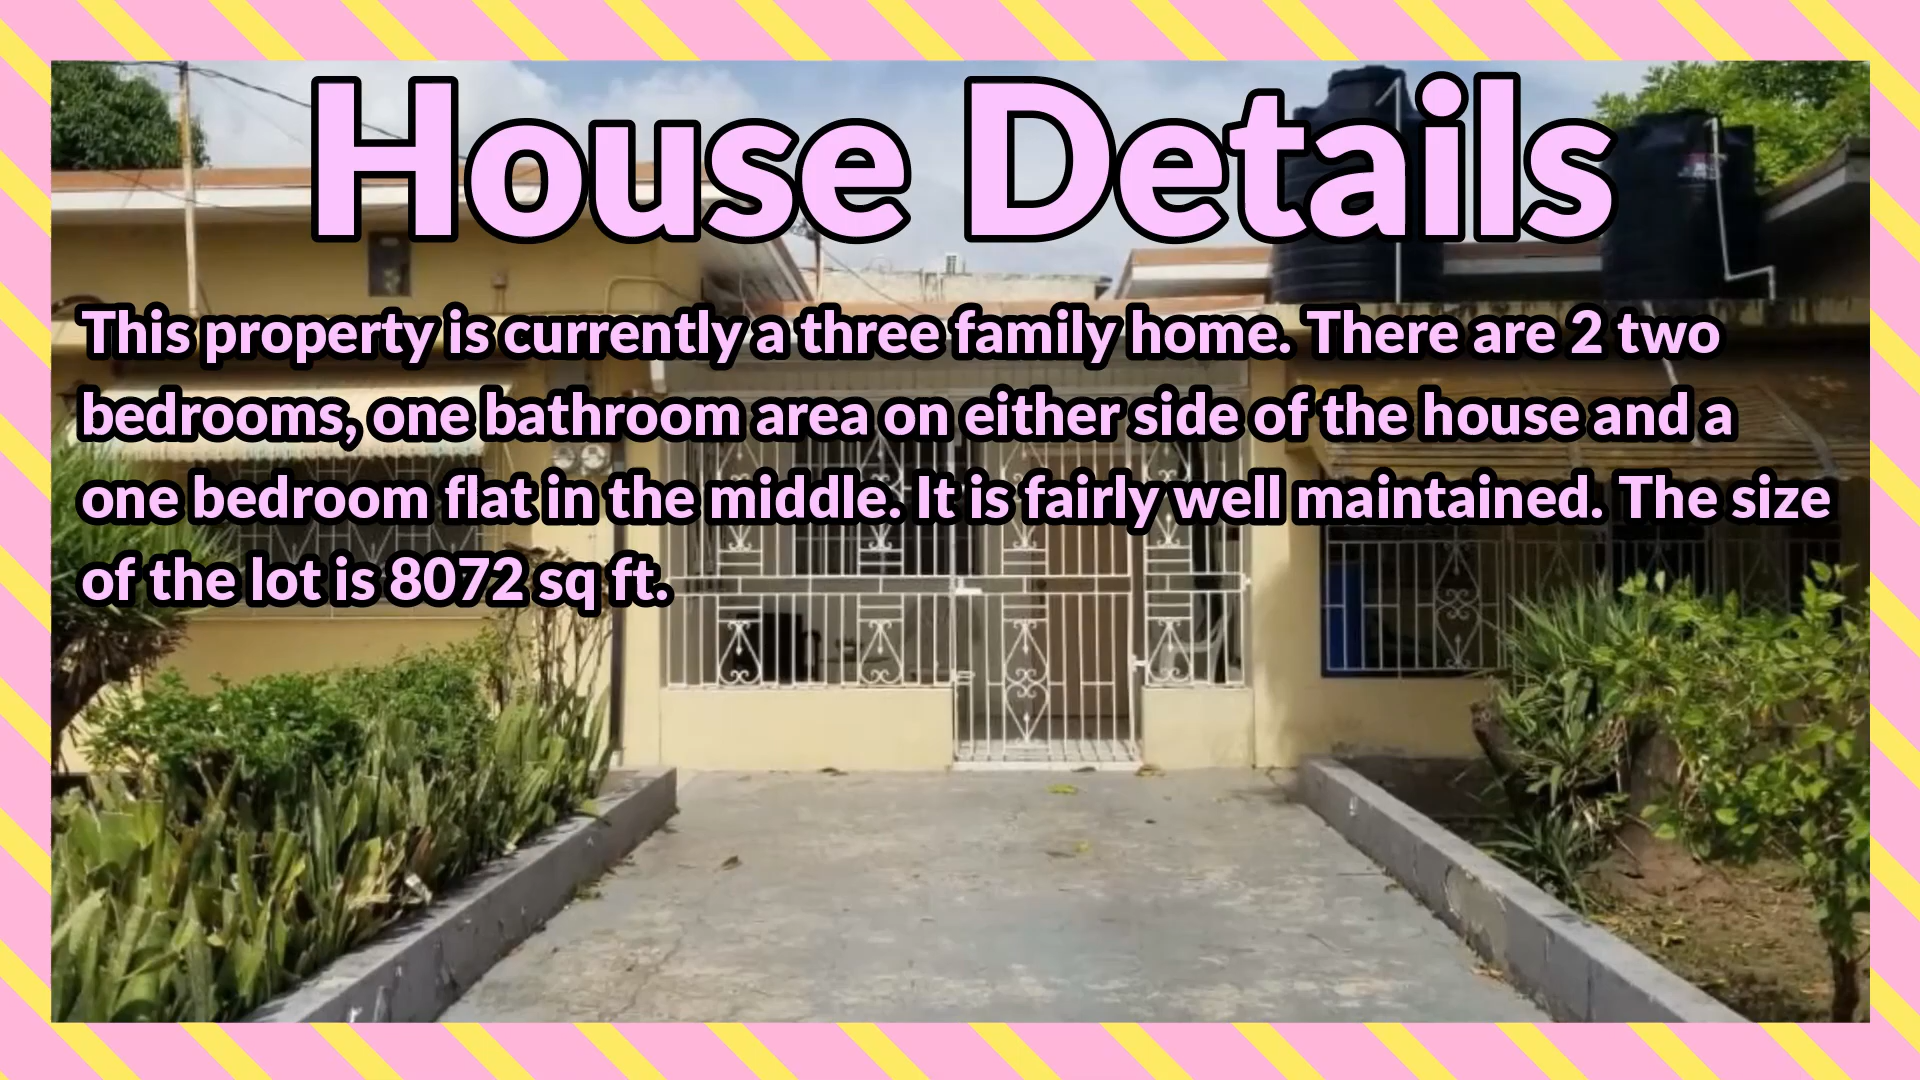 House Details
This property is currently a three family home. There are 2 two
bedrooms, one bathroom area on either side of the house and a
one bedroom flat in the middle. It is fairly well maintained. The size
of the lot is 8072 sq ft.